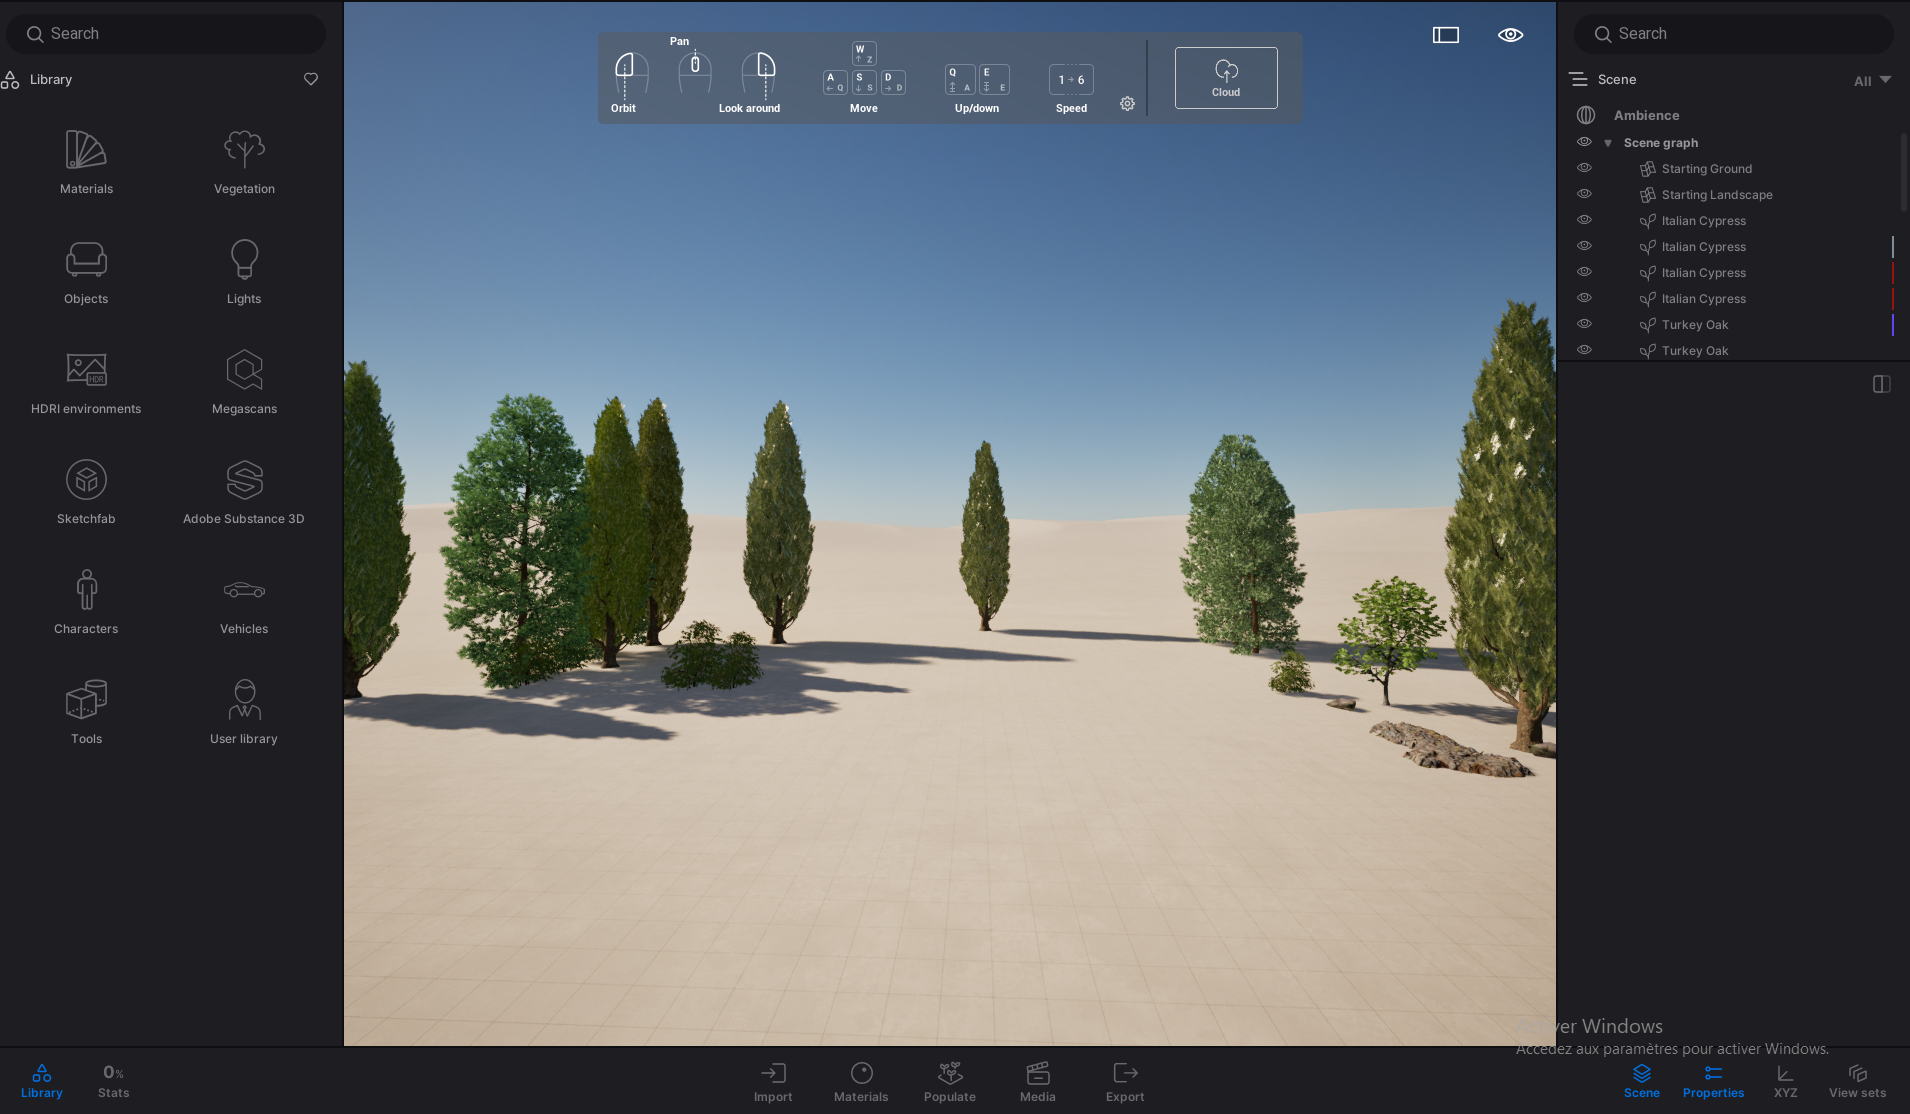 Search
Library
Materials
Vegetation
Objects
Lights
HDRI environments
HDR
Megascans
Sketchfab
Adobe Substance 3D
Characters
Vehicles
Tools
User library
Pan
Orbit
Look around
W
↑ Z
A
← Q
S
↓ S
D
→ D
Move
Q
A
E
E
Up/down
1 → 6
Speed
Cloud
Search
Scene
All
Ambience
Scene graph
Starting Ground
Starting Landscape
Italian Cypress
Italian Cypress
Italian Cypress
Italian Cypress
Turkey Oak
Turkey Oak
Activer Windows
Accédez aux paramètres pour activer Windows.
Library
0%
Stats
Import
Materials
Populate
Media
Export
Scene
Properties
XYZ
View sets